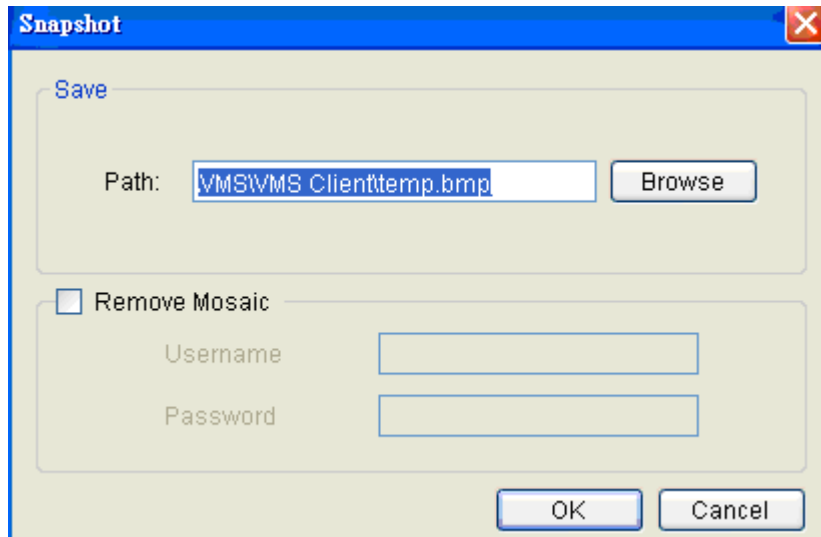 Snapshot
Save
Path: VMS\VMS Client\temp.bmp Browse
Remove Mosaic
Username
Password
OK Cancel